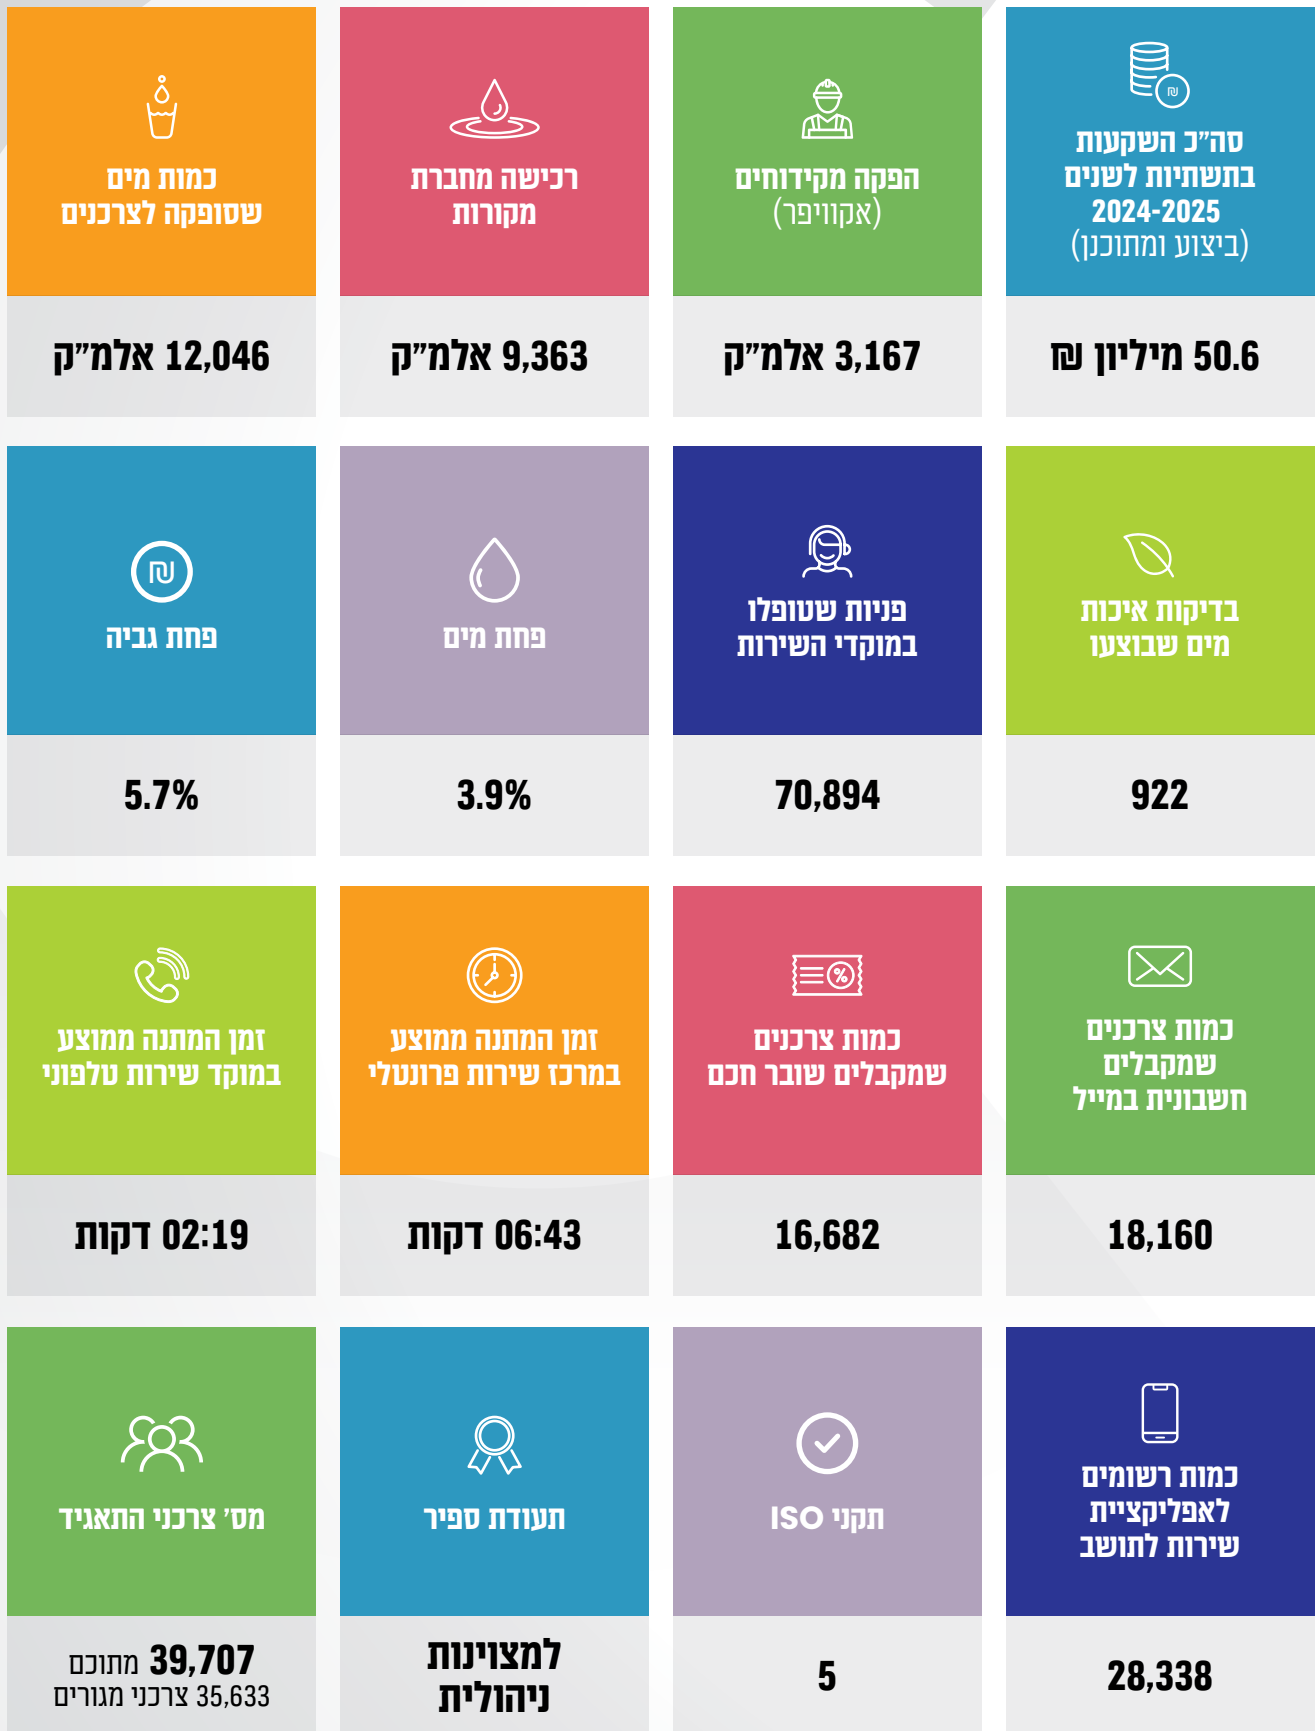 סה״כ השקעות
בתשתיות לשנים
2024-2025
(ביצוע ומתוכנן)
50.6 מיליון ₪
הפקה מקידוחים
(אקוויפר)
3,167 אלמ״ק
רכישה מחברת
מקורות
9,363 אלמ״ק
כמות מים
שסופקה לצרכנים
12,046 אלמ״ק
בדיקות איכות
מים שבוצעו
922
פניות שטופלו
במוקדי השירות
70,894
פחת מים
3.9%
₪
פחת גביה
5.7%
כמות צרכנים
שמקבלים
חשבונית במייל
18,160
%
כמות צרכנים
שמקבלים שובר חכם
16,682
זמן המתנה ממוצע
במרכז שירות פרונטלי
06:43 דקות
זמן המתנה ממוצע
במוקד שירות טלפוני
02:19 דקות
כמות רשומים
לאפליקציית
שירות לתושב
28,338
תקני ISO
5
תעודת ספיר
למצוינות
ניהולית
מס׳ צרכני התאגיד
39,707 מתוכם
35,633 צרכני מגורים